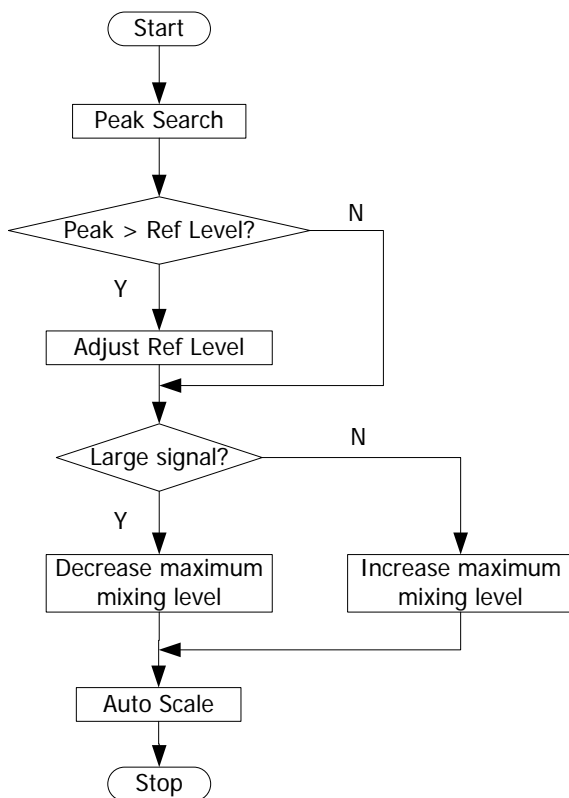 Start
Peak Search
Peak > Ref Level?
N
Y
Adjust Ref Level
Large signal?
N
Y
Decrease maximum
mixing level
Increase maximum
mixing level
Auto Scale
Stop